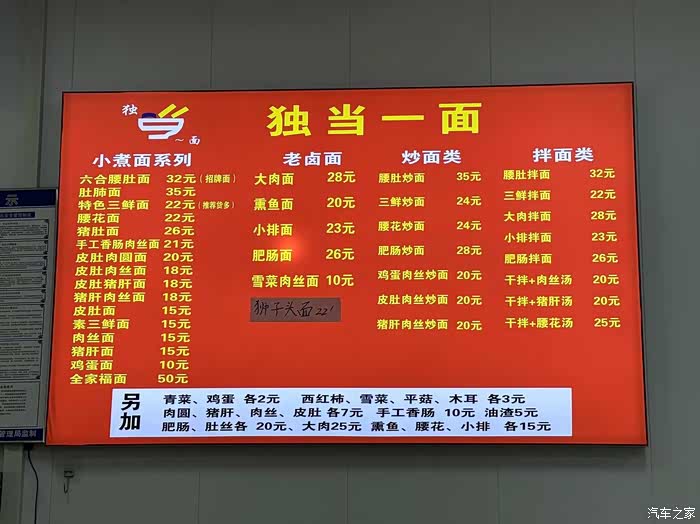 独
面
独当一面
小煮面系列
六合腰肚面 32元(招牌面)
肚肺面 35元
特色三鲜面 22元(推荐贷多)
腰花面 22元
猪肚面 26元
手工香肠肉丝面 21元
皮肚肉圆面 20元
皮肚肉丝面 18元
皮肚猪肝面 18元
猪肝肉丝面 18元
皮肚面 15元
素三鲜面 15元
肉丝面 15元
猪肝面 15元
鸡蛋面 10元
全家福面 50元
老卤面
大肉面 28元
熏鱼面 20元
小排面 23元
肥肠面 26元
雪菜肉丝面 10元
狮子头面 22
炒面类
腰肚炒面 35元
三鲜炒面 24元
腰花炒面 24元
肥肠炒面 28元
鸡蛋肉丝炒面 20元
皮肚肉丝炒面 20元
猪肝肉丝炒面 20元
拌面类
腰肚拌面 32元
三鲜拌面 22元
大肉拌面 28元
小排拌面 23元
肥肠拌面 26元
干拌+肉丝汤 20元
干拌+猪肝汤 20元
干拌+腰花汤 25元
另加
青菜、鸡蛋 各2元 西红柿、雪菜、平菇、木耳 各3元
肉圆、猪肝、肉丝、皮肚 各7元 手工香肠 10元 油渣5元
肥肠、肚丝各 20元、大肉25元 熏鱼、腰花、小排 各15元
示
管理局监制
汽车之家